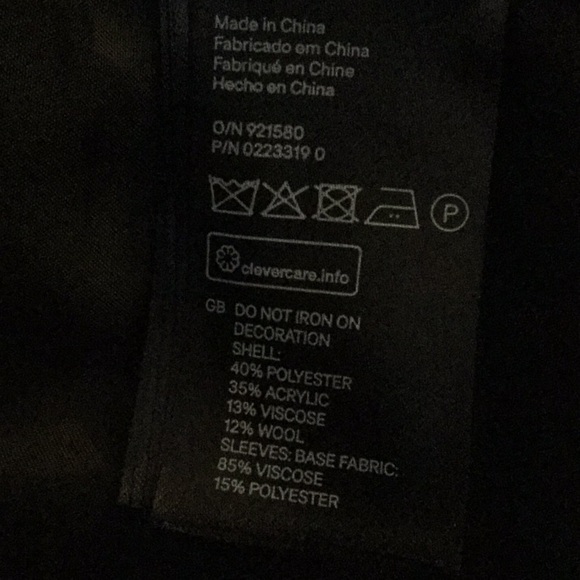 Made in China
Fabricado em China
Fabriqué en Chine
Hecho en China
O/N 921580
P/N 0223319 0
P
clevercare.info
GB DO NOT IRON ON
DECORATION
SHELL:
40% POLYESTER
35% ACRYLIC
13% VISCOSE
12% WOOL
SLEEVES: BASE FABRIC:
85% VISCOSE
15% POLYESTER